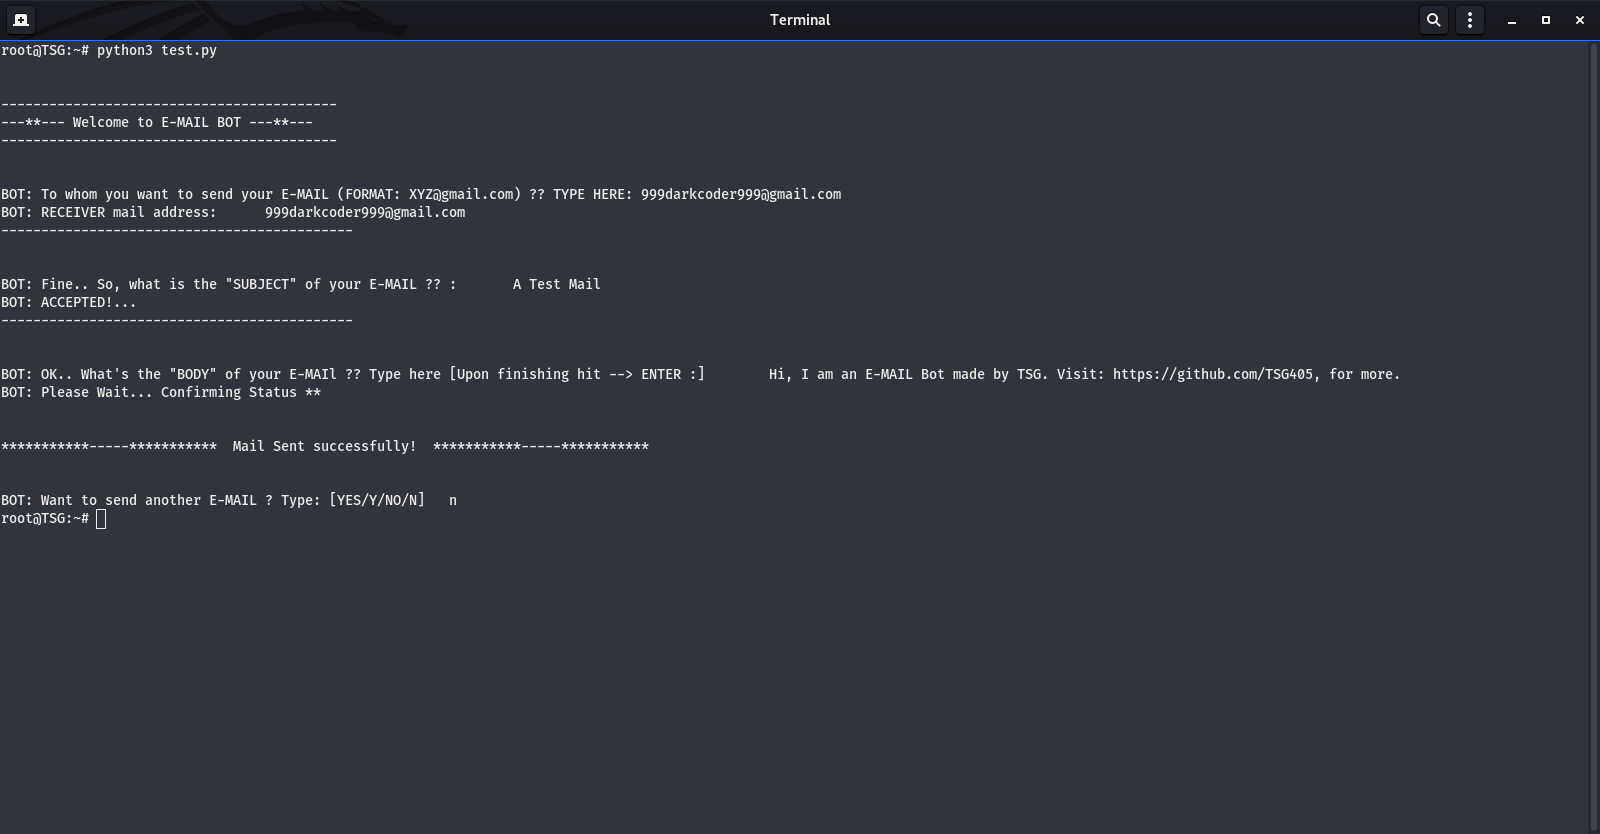 Terminal
root@TSG:~# python3 test.py
------------------------------------------
---**--- Welcome to E-MAIL BOT ---**---
------------------------------------------
BOT: To whom you want to send your E-MAIL (FORMAT: XYZ@gmail.com) ?? TYPE HERE: 999darkcoder999@gmail.com
BOT: RECEIVER mail address:      999darkcoder999@gmail.com
--------------------------------------------
BOT: Fine.. So, what is the "SUBJECT" of your E-MAIL ?? :       A Test Mail
BOT: ACCEPTED!...
--------------------------------------------
BOT: OK.. What's the "BODY" of your E-MAIl ?? Type here [Upon finishing hit --> ENTER :]        Hi, I am an E-MAIL Bot made by TSG. Visit: https://github.com/TSG405, for more.
BOT: Please Wait... Confirming Status **
***********-----***********  Mail Sent successfully!  ***********-----***********
BOT: Want to send another E-MAIL ? Type: [YES/Y/NO/N]   n
root@TSG:~#